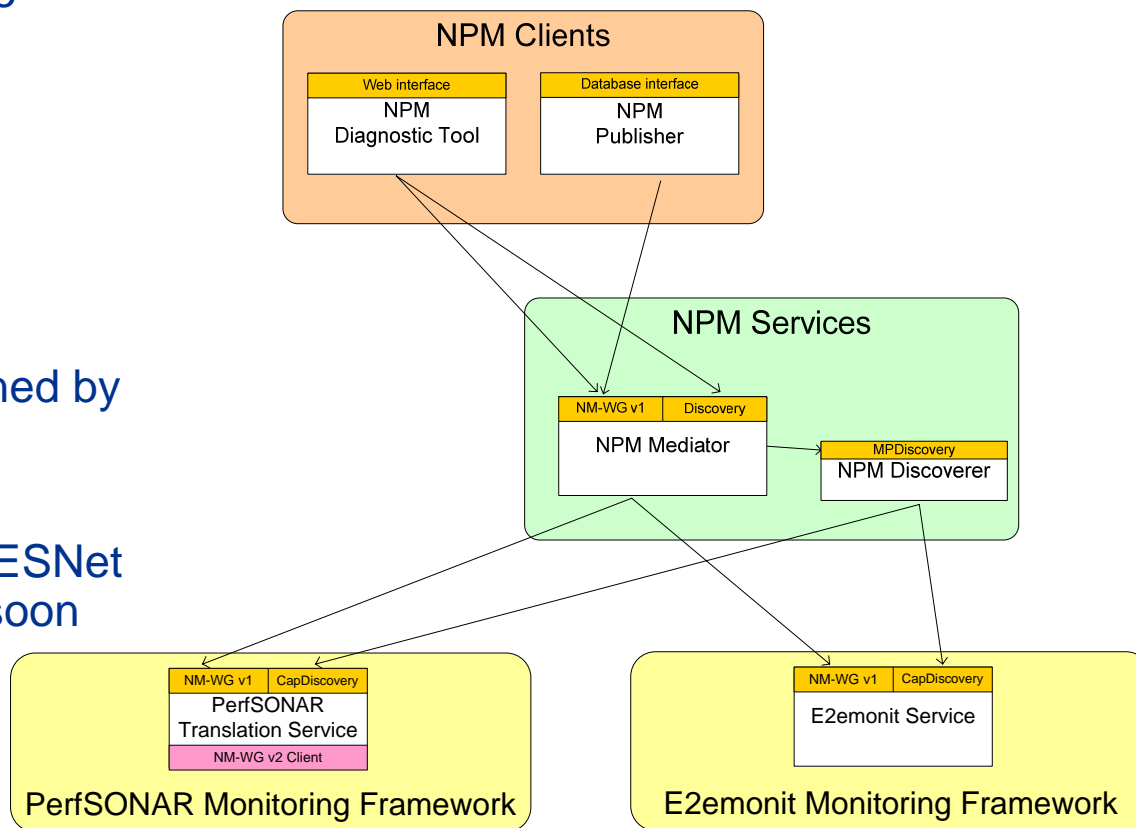 NPM Clients
Web interface
NPM
Diagnostic Tool
Database interface
NPM
Publisher
NPM Services
NM-WG v1
Discovery
NPM Mediator
MPDiscovery
NPM Discoverer
by
ESNet
soon
NM-WG v1
CapDiscovery
PerfSONAR
Translation Service
NM-WG v2 Client
PerfSONAR Monitoring Framework
NM-WG v1
CapDiscovery
E2emonit Service
E2emonit Monitoring Framework